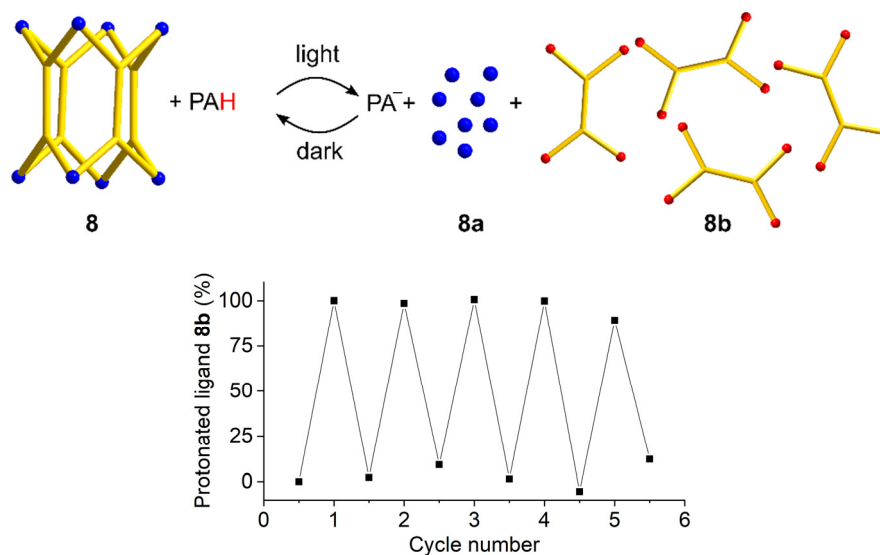 light
+ PAH
PA⁻ +
+
dark
8
8a
8b
Protonated ligand 8b (%)
100
75
50
25
0
0
1
2
3
4
5
6
Cycle number